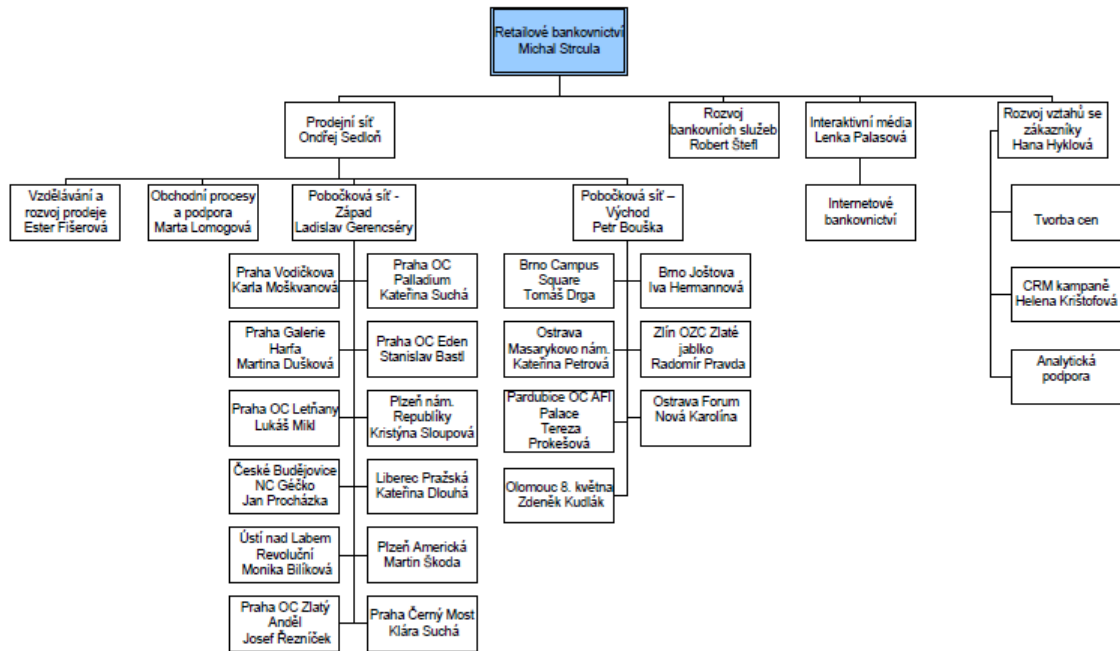 Retailové bankovnictví
Michal Strcula
Prodejní síť
Ondřej Sedloň
Rozvoj
bankovních služeb
Robert Štefl
Interaktivní média
Lenka Palasová
Rozvoj vztahů se
zákazníky
Hana Hyklová
Vzdělávání a
rozvoj prodeje
Ester Fišerová
Obchodní procesy
a podpora
Marta Lomogová
Pobočková síť -
Západ
Ladislav Gerencséry
Pobočková síť –
Východ
Petr Bouška
Internetové
bankovnictví
Tvorba cen
CRM kampaně
Helena Krištofová
Analytická
podpora
Praha Vodičkova
Karla Moškvanová
Praha OC
Palladium
Kateřina Suchá
Praha Galerie
Harfa
Martina Dušková
Praha OC Eden
Stanislav Bastl
Praha OC Letňany
Lukáš Mikl
Plzeň nám.
Republíky
Kristýna Sloupová
České Budějovice
NC Géčko
Jan Procházka
Liberec Pražská
Kateřina Dlouhá
Ústí nad Labem
Revoluční
Monika Bilíková
Plzeň Americká
Martin Škoda
Praha OC Zlatý
Anděl
Josef Řezníček
Praha Černý Most
Klára Suchá
Brno Campus
Square
Tomáš Drga
Brno Joštova
Iva Hermannová
Ostrava
Masarykovo nám.
Kateřina Petrová
Zlín OZC Zlaté
jablko
Radomír Pravda
Pardubice OC AFI
Palace
Tereza
Prokešová
Ostrava Forum
Nová Karolína
Olomouc 8. května
Zdeněk Kudlák